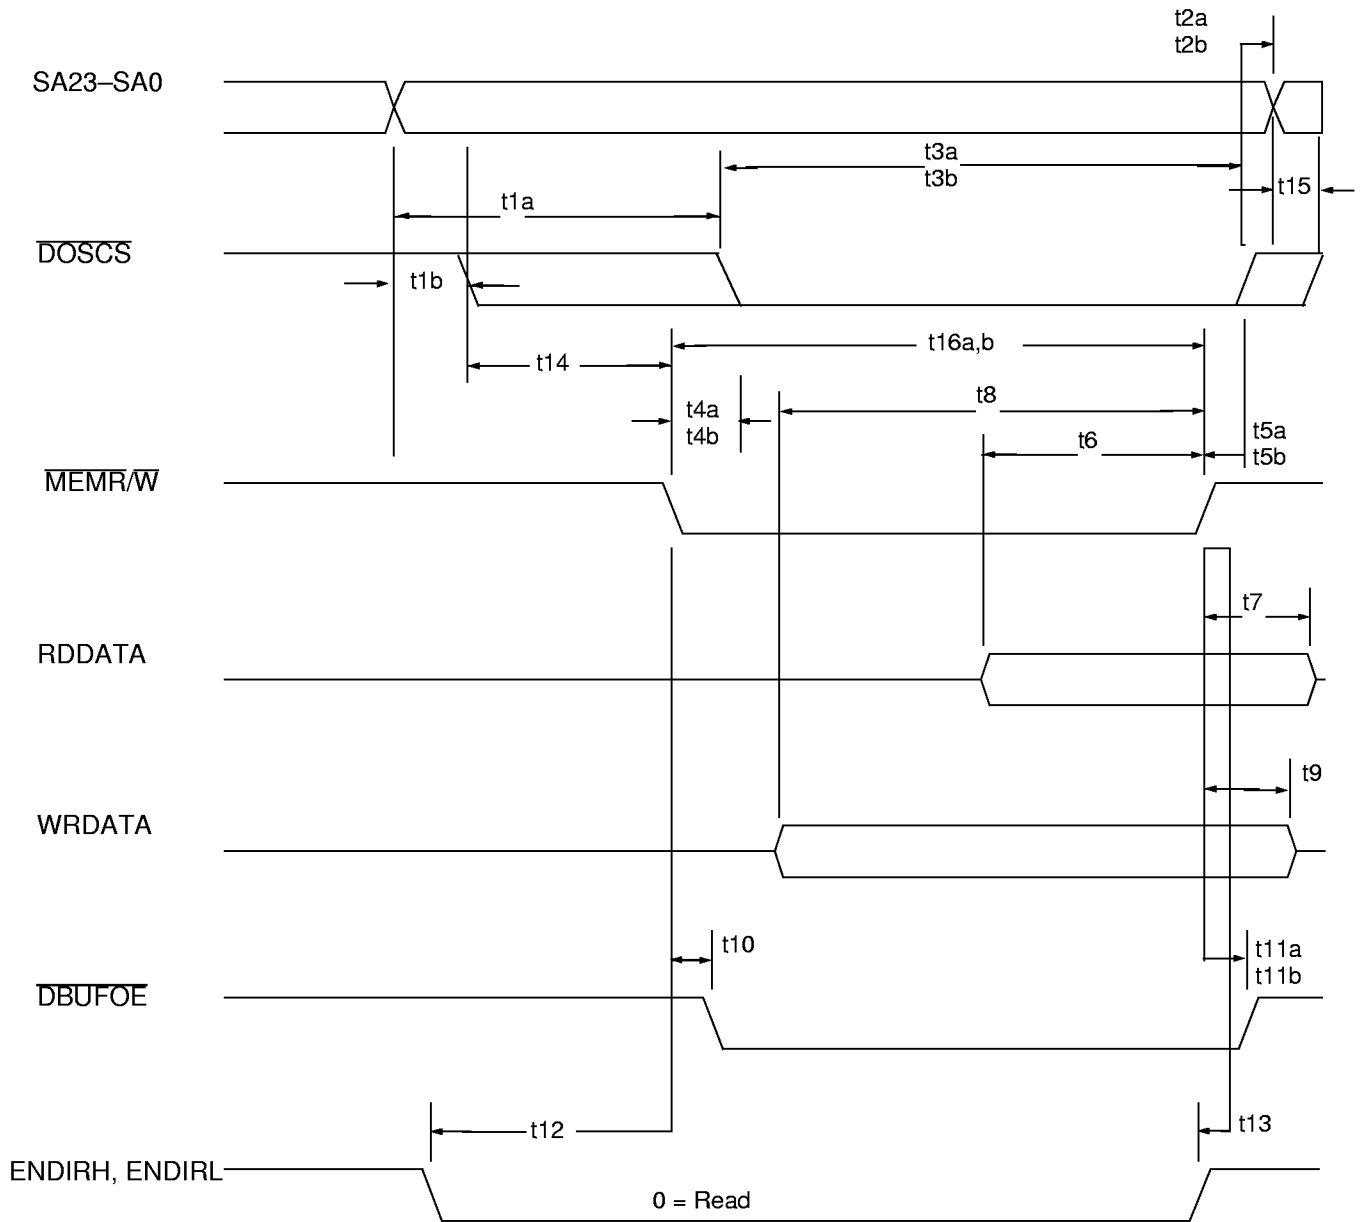 t2a
t2b
SA23–SA0
t3a
t3b
t15
t1a
DOSCS
t1b
t16a,b
t14
t8
t4a
t4b
t5a
t5b
t6
MEMR/W
t7
RDDATA
t9
WRDATA
t10
t11a
t11b
DBUFOE
t12
t13
ENDIRH, ENDIRL
0 = Read